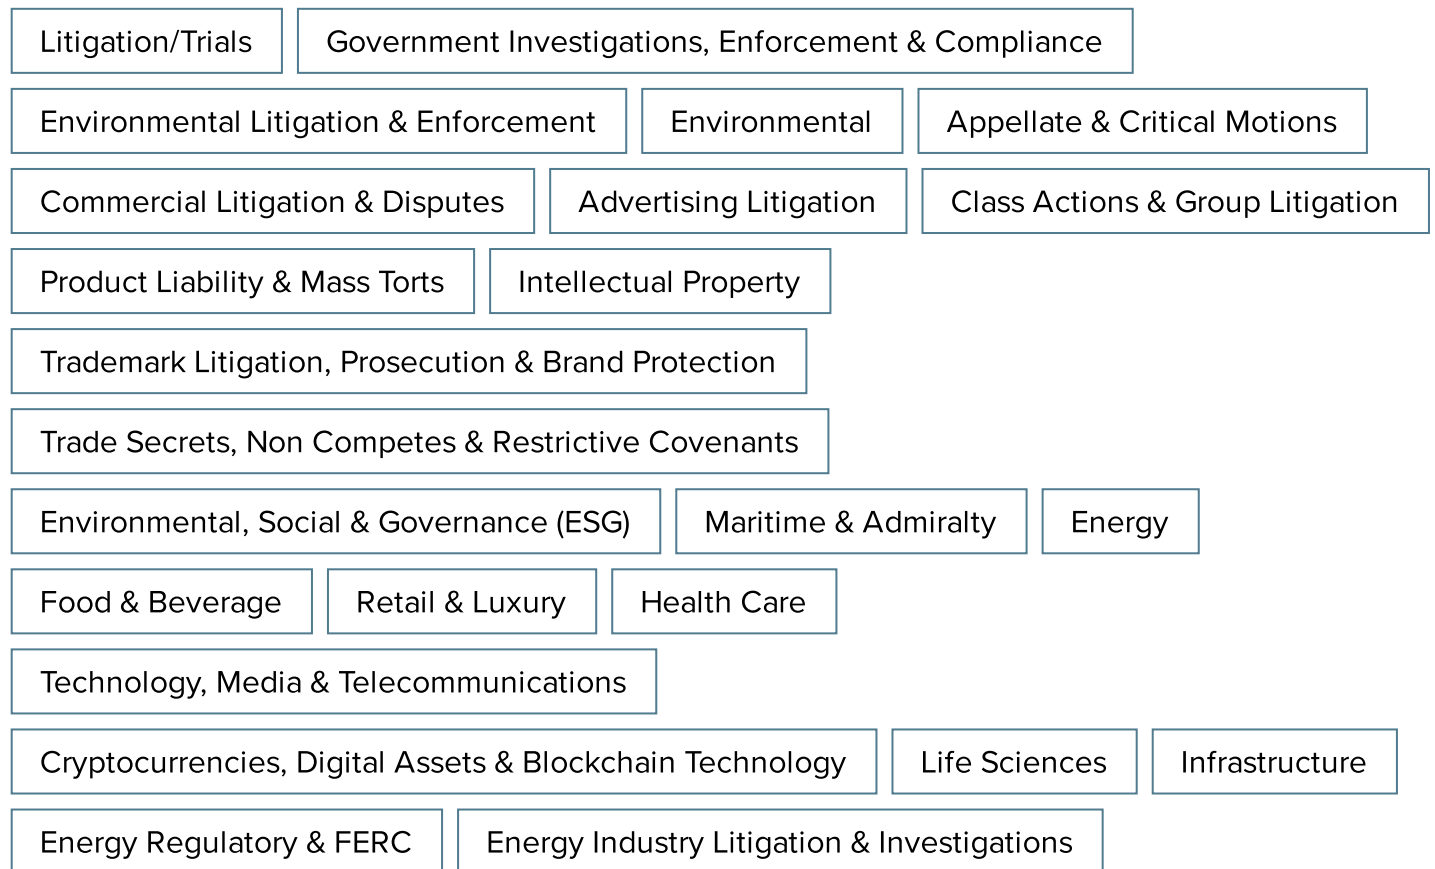 Litigation/Trials Government Investigations, Enforcement & Compliance
Environmental Litigation & Enforcement Environmental Appellate & Critical Motions
Commercial Litigation & Disputes Advertising Litigation Class Actions & Group Litigation
Product Liability & Mass Torts Intellectual Property
Trademark Litigation, Prosecution & Brand Protection
Trade Secrets, Non Competes & Restrictive Covenants
Environmental, Social & Governance (ESG) Maritime & Admiralty Energy
Food & Beverage Retail & Luxury Health Care
Technology, Media & Telecommunications
Cryptocurrencies, Digital Assets & Blockchain Technology Life Sciences Infrastructure
Energy Regulatory & FERC Energy Industry Litigation & Investigations